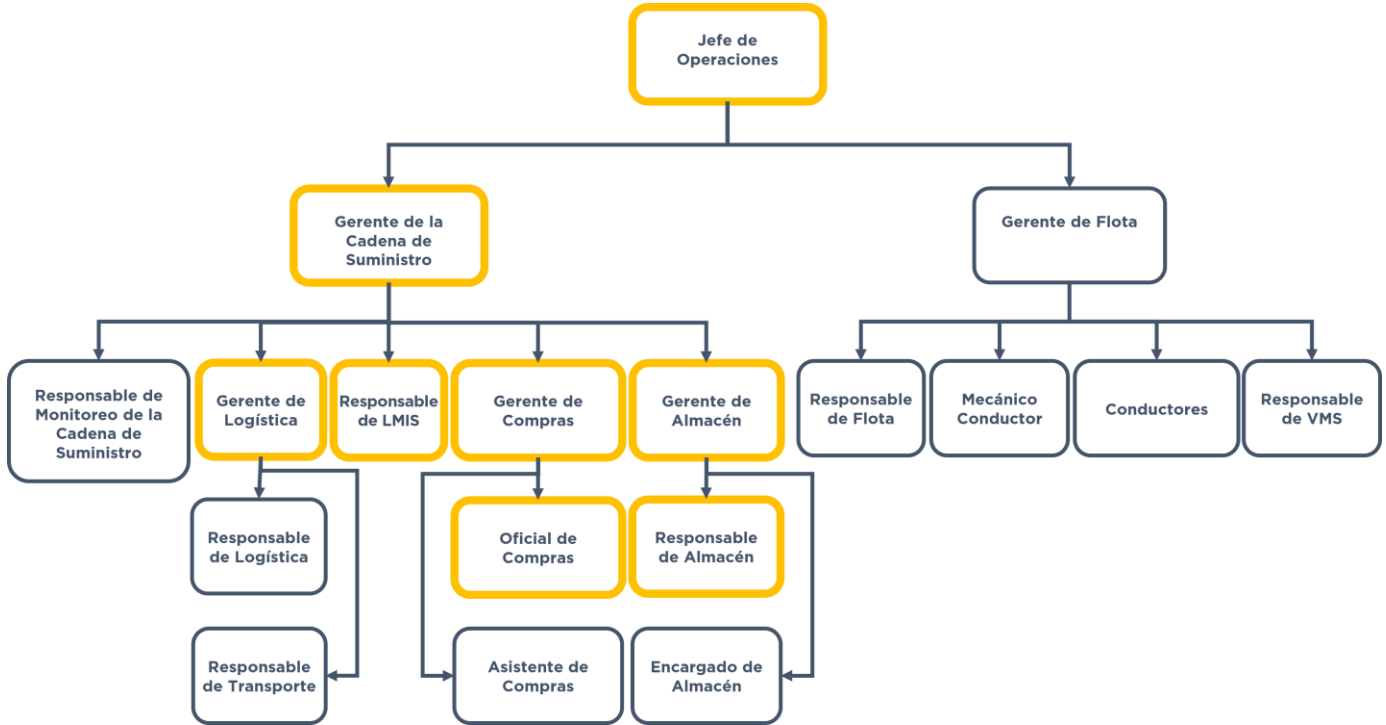 Jefe de
Operaciones
Gerente de la
Cadena de
Suministro
Gerente de Flota
Responsable de
Monitoreo de la
Cadena de
Suministro
Gerente de
Logística
Responsable
de LMIS
Gerente de
Compras
Gerente de
Almacén
Responsable
de Flota
Mecánico
Conductor
Conductores
Responsable
de VMS
Responsable
de Logística
Oficial de
Compras
Responsable
de Almacén
Responsable
de Transporte
Asistente de
Compras
Encargado de
Almacén